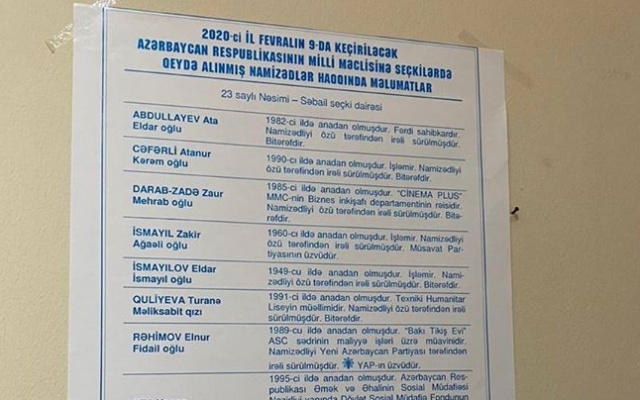 2020-ci İL FEVRALIN 9-DA KEÇİRİLƏCƏK
AZƏRBAYCAN RESPUBLİKASININ MİLLİ MƏCLİSİNƏ SEÇKİLƏRDƏ
QEYDƏ ALINMIŞ NAMİZƏDLƏR HAQQINDA MƏLUMATLAR
23 saylı Nəsimi – Səbail seçki dairəsi
ABDULLAYEV Ata
Eldar oğlu
1982-ci ildə anadan olmuşdur. Fərdi sahibkardır.
Namizədliyi özü tərəfindən irəli sürülmüşdür.
Bitərəfdir.
CƏFƏRLİ Atanur
Kərəm oğlu
1990-cı ildə anadan olmuşdur. İşləmir. Namizədliyi
özü tərəfindən irəli sürülmüşdür. Bitərəfdir.
DARAB-ZADƏ Zaur
Mehrab oğlu
1985-ci ildə anadan olmuşdur. "CİNEMA PLUS"
MMC-nin Biznes inkişafı departamentinin rəisidir.
Namizədliyi özü tərəfindən irəli sürülmüşdür. Bitə-
rəfdir.
İSMAYIL Zakir
Ağaəli oğlu
1960-cı ildə anadan olmuşdur. İşləmir. Namizədliyi
özü tərəfindən irəli sürülmüşdür. Müsavat Par-
tiyasının üzvüdür.
İSMAYILOV Eldar
İsmayıl oğlu
1949-cu ildə anadan olmuşdur. İşləmir. Nami-
zədliyi özü tərəfindən irəli sürülmüşdür. Bitərəfdir.
QULİYEVA Turanə
Məliksabit qızı
1991-ci ildə anadan olmuşdur. Texniki Humanitar
Liseyin müəllimidir. Namizədliyi özü tərəfindən irəli
sürülmüşdür. Bitərəfdir.
RƏHİMOV Elnur
Fidail oğlu
1989-cu ildə anadan olmuşdur. "Bakı Tikiş Evi"
ASC sədrinin maliyyə işləri üzrə müavinidir.
Namizədliyi Yeni Azərbaycan Partiyası tərəfindən
irəli sürülmüşdür. YAP-ın üzvüdür.
1995-ci ildə anadan olmuşdur. Azərbaycan Res-
publikası Əmək və Əhalinin Sosial Müdafiəsi
Nazirliyi yanında Dövlət Sosial Müdafiə Fondunun